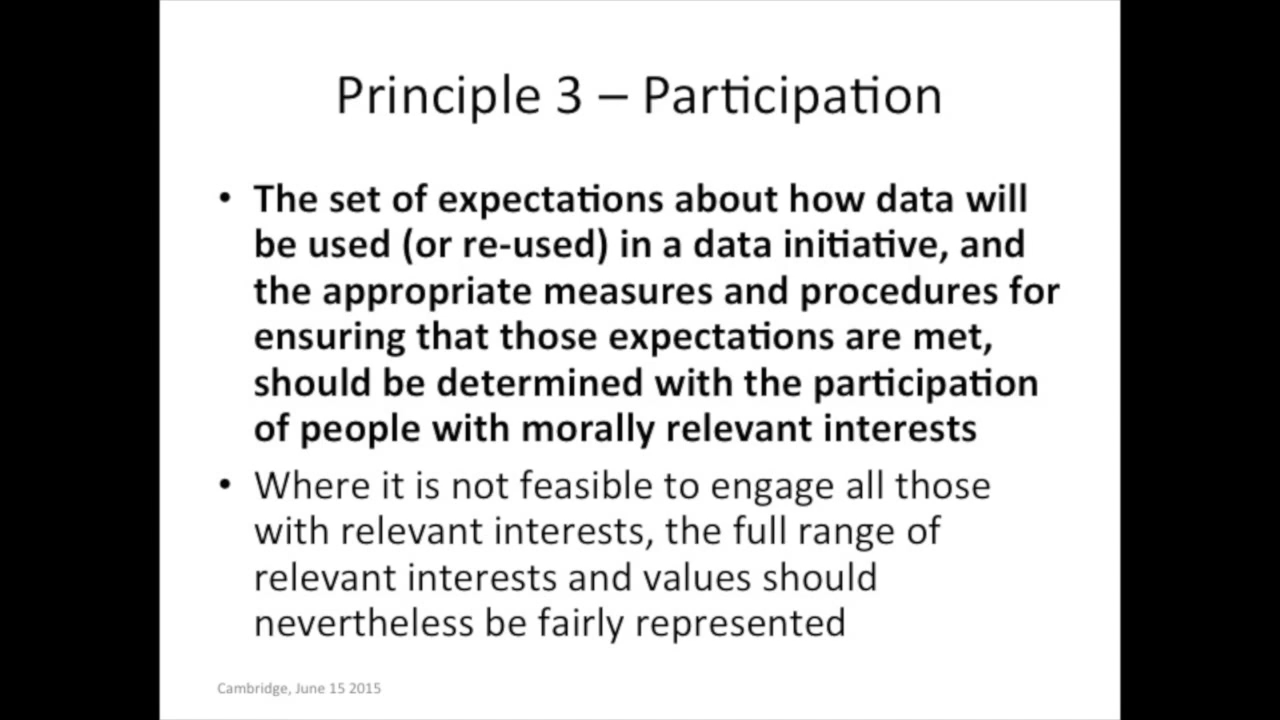 Principle 3 – Participation
• The set of expectations about how data will
be used (or re-used) in a data initiative, and
the appropriate measures and procedures for
ensuring that those expectations are met,
should be determined with the participation
of people with morally relevant interests
• Where it is not feasible to engage all those
with relevant interests, the full range of
relevant interests and values should
nevertheless be fairly represented
Cambridge, June 15 2015